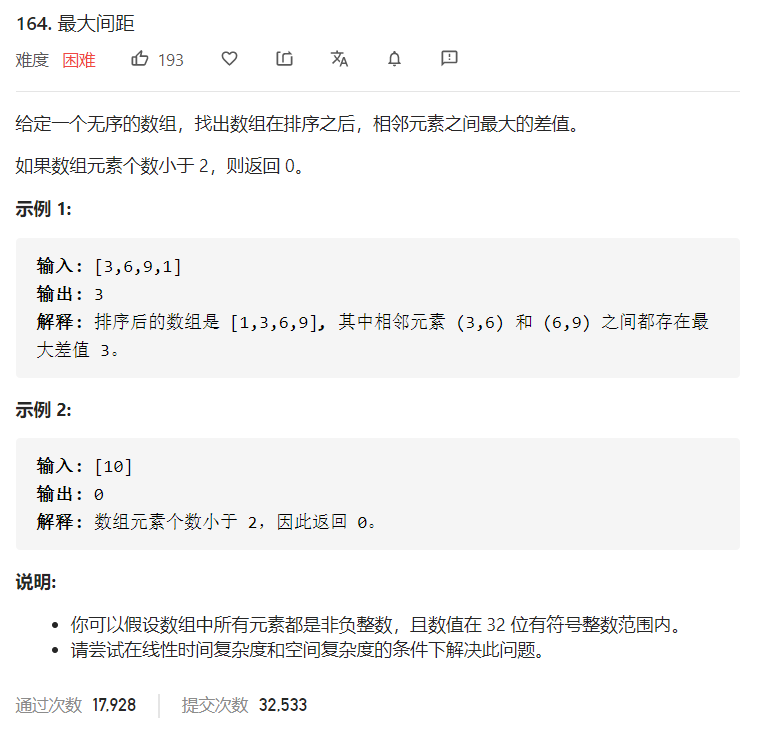 164. 最大间距
难度 困难 193
给定一个无序的数组，找出数组在排序之后，相邻元素之间最大的差值。
如果数组元素个数小于 2，则返回 0。
示例 1:
输入: [3,6,9,1]
输出: 3
解释: 排序后的数组是 [1,3,6,9], 其中相邻元素 (3,6) 和 (6,9) 之间都存在最
大差值 3。
示例 2:
输入: [10]
输出: 0
解释: 数组元素个数小于 2，因此返回 0。
说明:
• 你可以假设数组中所有元素都是非负整数，且数值在 32 位有符号整数范围内。
• 请尝试在线性时间复杂度和空间复杂度的条件下解决此问题。
通过次数 17,928 提交次数 32,533